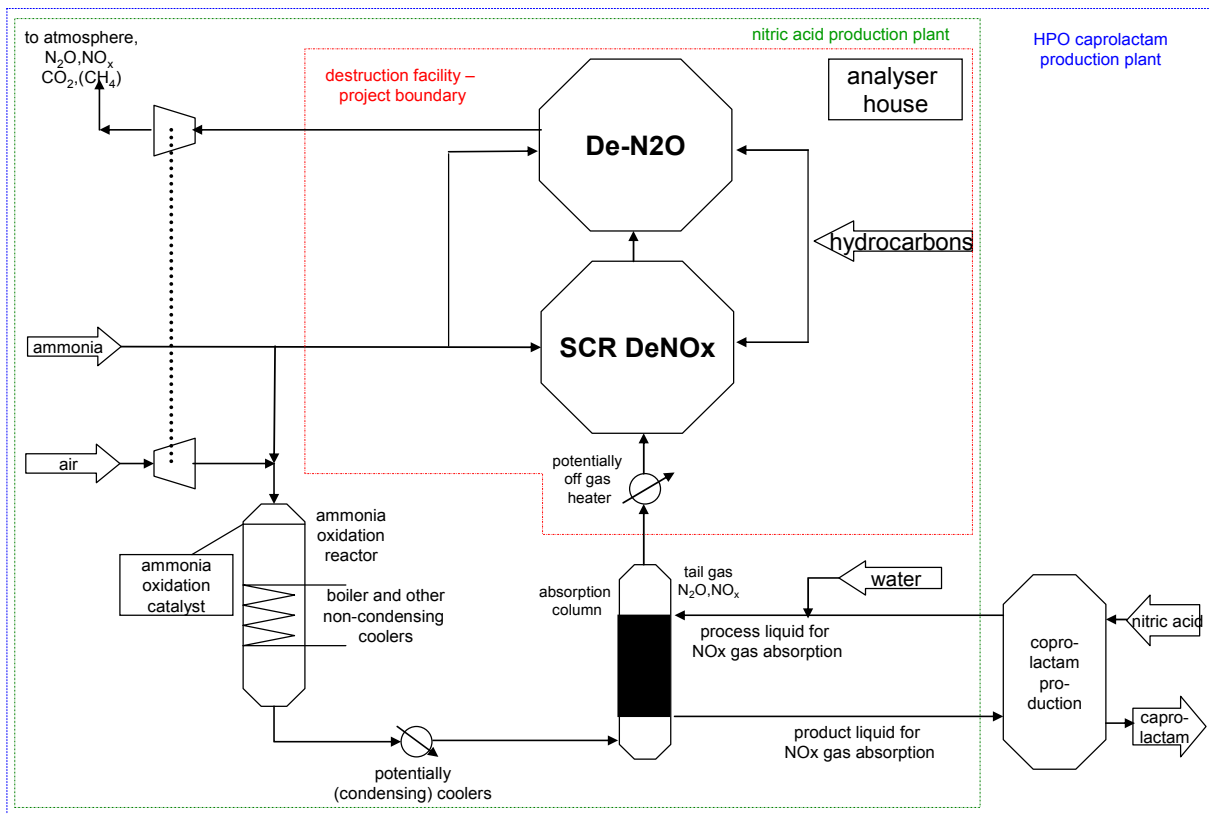 to atmosphere,
N₂O,NOₓ
CO₂,(CH₄)
nitric acid production plant
HPO caprolactam
production plant
destruction facility –
project boundary
analyser
house
De-N2O
hydrocarbons
SCR DeNOx
ammonia
air
potentially
off gas
heater
ammonia
oxidation
reactor
ammonia
oxidation
catalyst
boiler and other
non-condensing
coolers
absorption
column
tail gas
N₂O,NOₓ
water
process liquid for
NOx gas absorption
nitric acid
copro-
lactam
pro-
duction
product liquid for
NOx gas absorption
capro-
lactam
potentially
(condensing) coolers